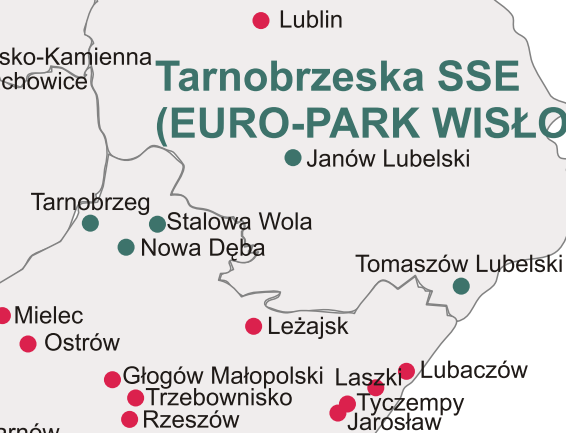 Lublin
sko-Kamienna
chowice
Tarnobrzeska SSE
(EURO-PARK WISŁO
Janów Lubelski
Tarnobrzeg
Stalowa Wola
Nowa Dęba
Tomaszów Lubelski
Mielec
Leżajsk
Ostrów
Głogów Małopolski
Laszki
Lubaczów
Trzebownisko
Tyczempy
Rzeszów
Jarosław
arnów